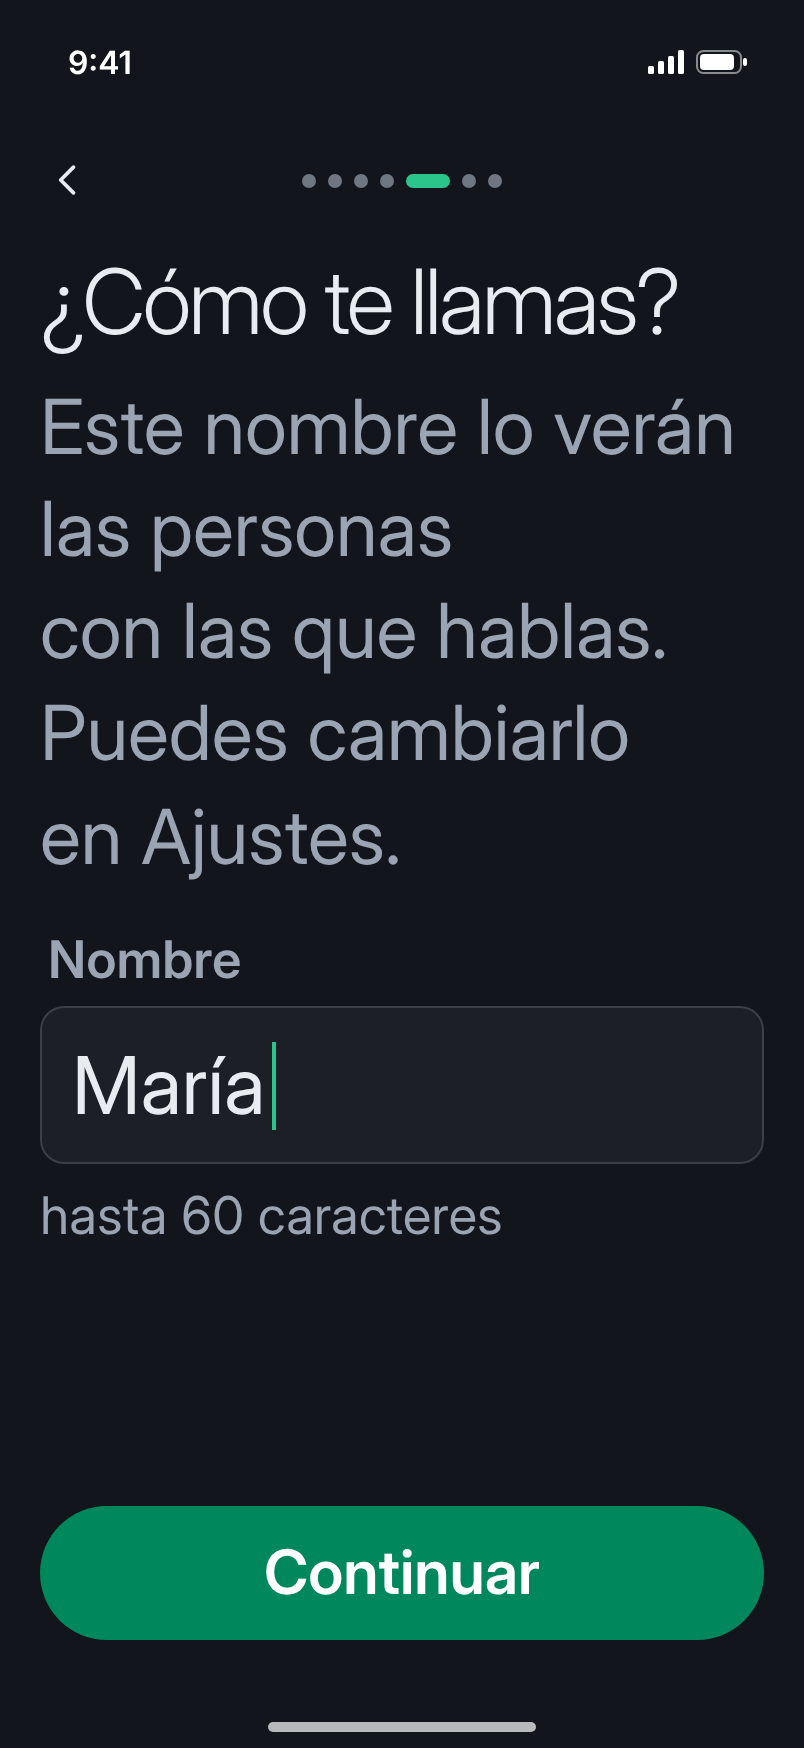 9:41
¿Cómo te llamas?
Este nombre lo verán
las personas
con las que hablas.
Puedes cambiarlo
en Ajustes.
Nombre
María
hasta 60 caracteres
Continuar